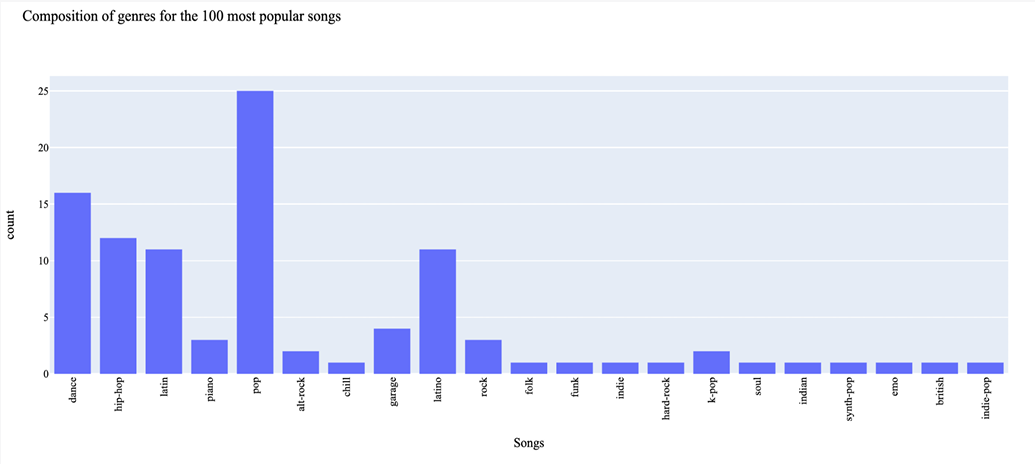 Composition of genres for the 100 most popular songs
25
20
15
10
5
0
count
dance
hip-hop
latin
piano
pop
alt-rock
chill
garage
latino
rock
folk
funk
indie
hard-rock
k-pop
soul
indian
synth-pop
emo
british
indie-pop
Songs